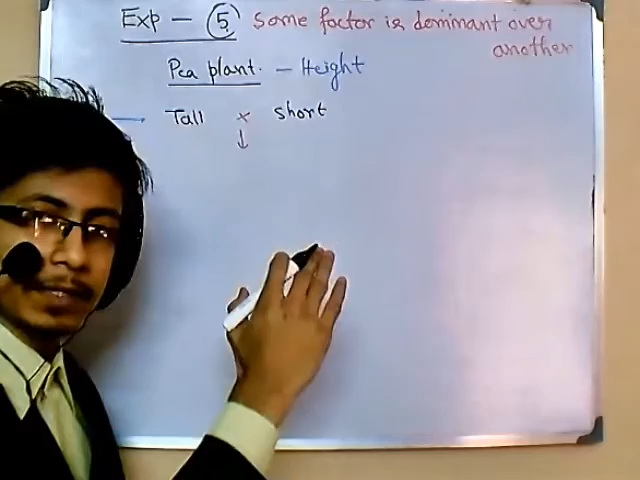 Exp - 5 Some factor is dominant over
another
Pea plant. - Height
→ Tall × short
↓